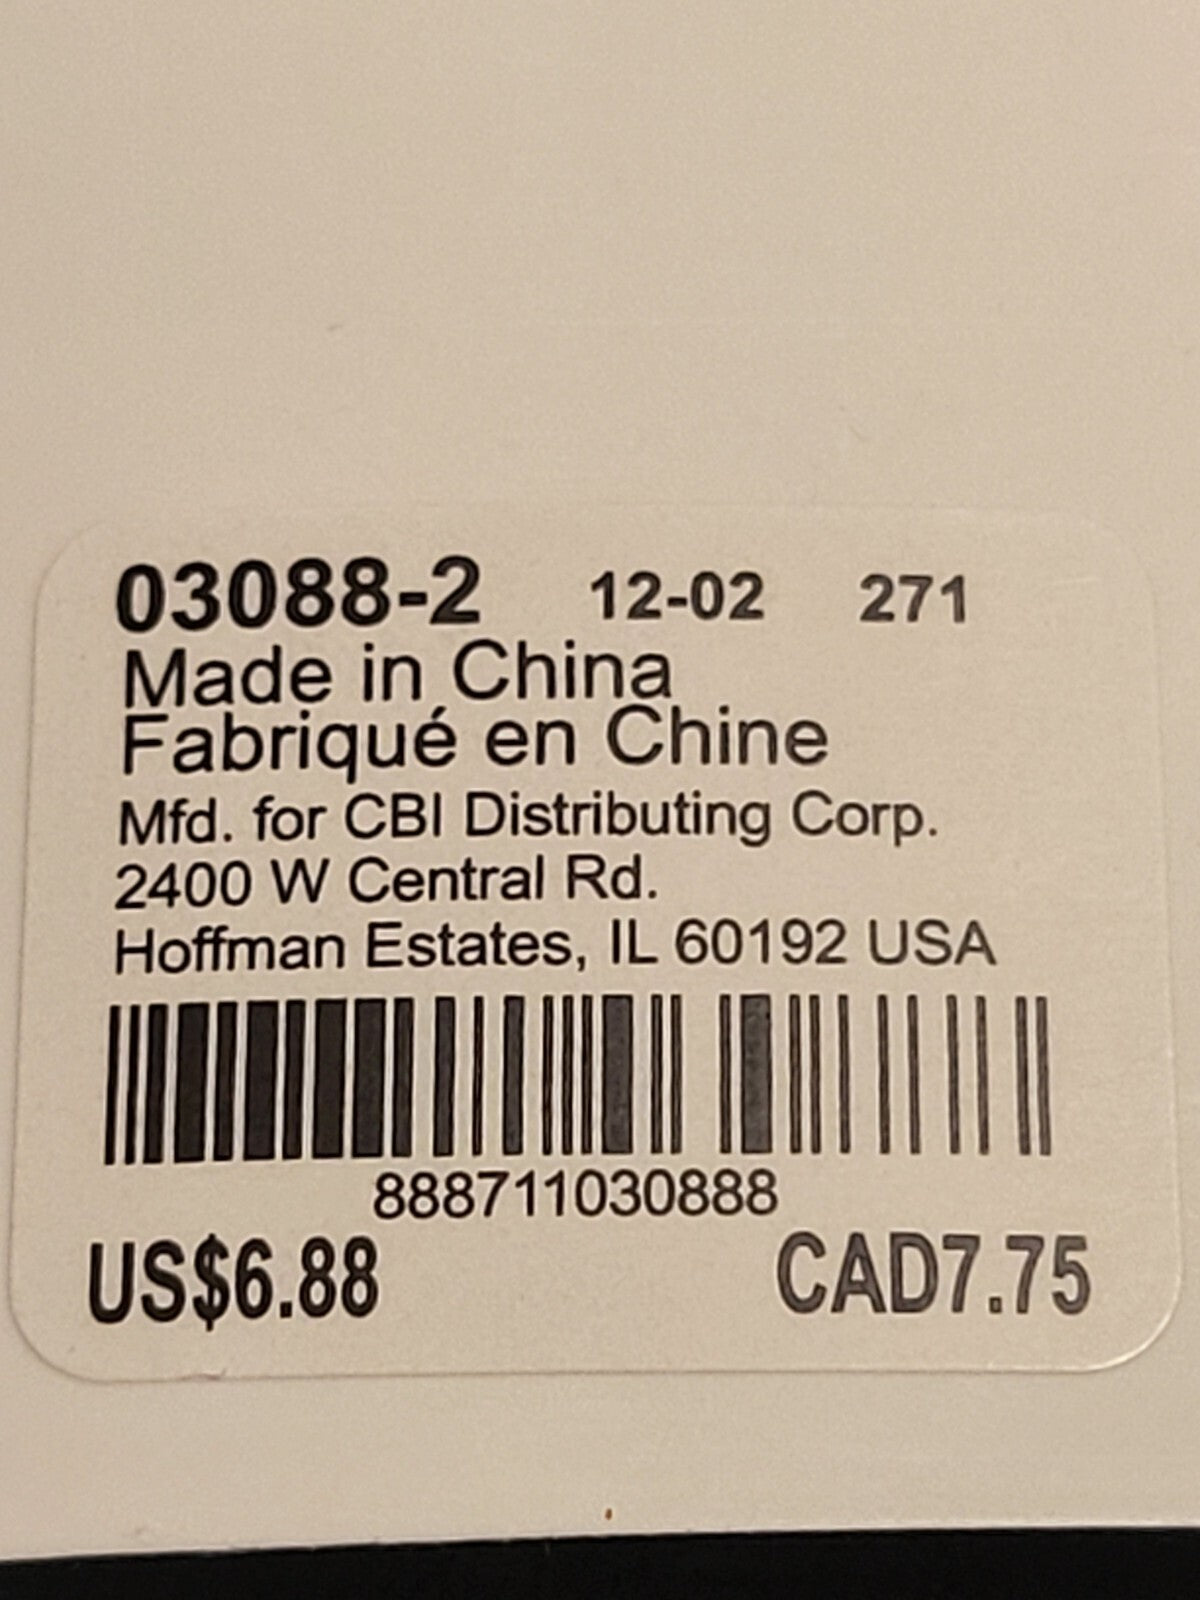 03088-2 12-02 271
Made in China
Fabriqué en Chine
Mfd. for CBI Distributing Corp.
2400 W Central Rd.
Hoffman Estates, IL 60192 USA
888711030888
US$6.88 CAD7.75